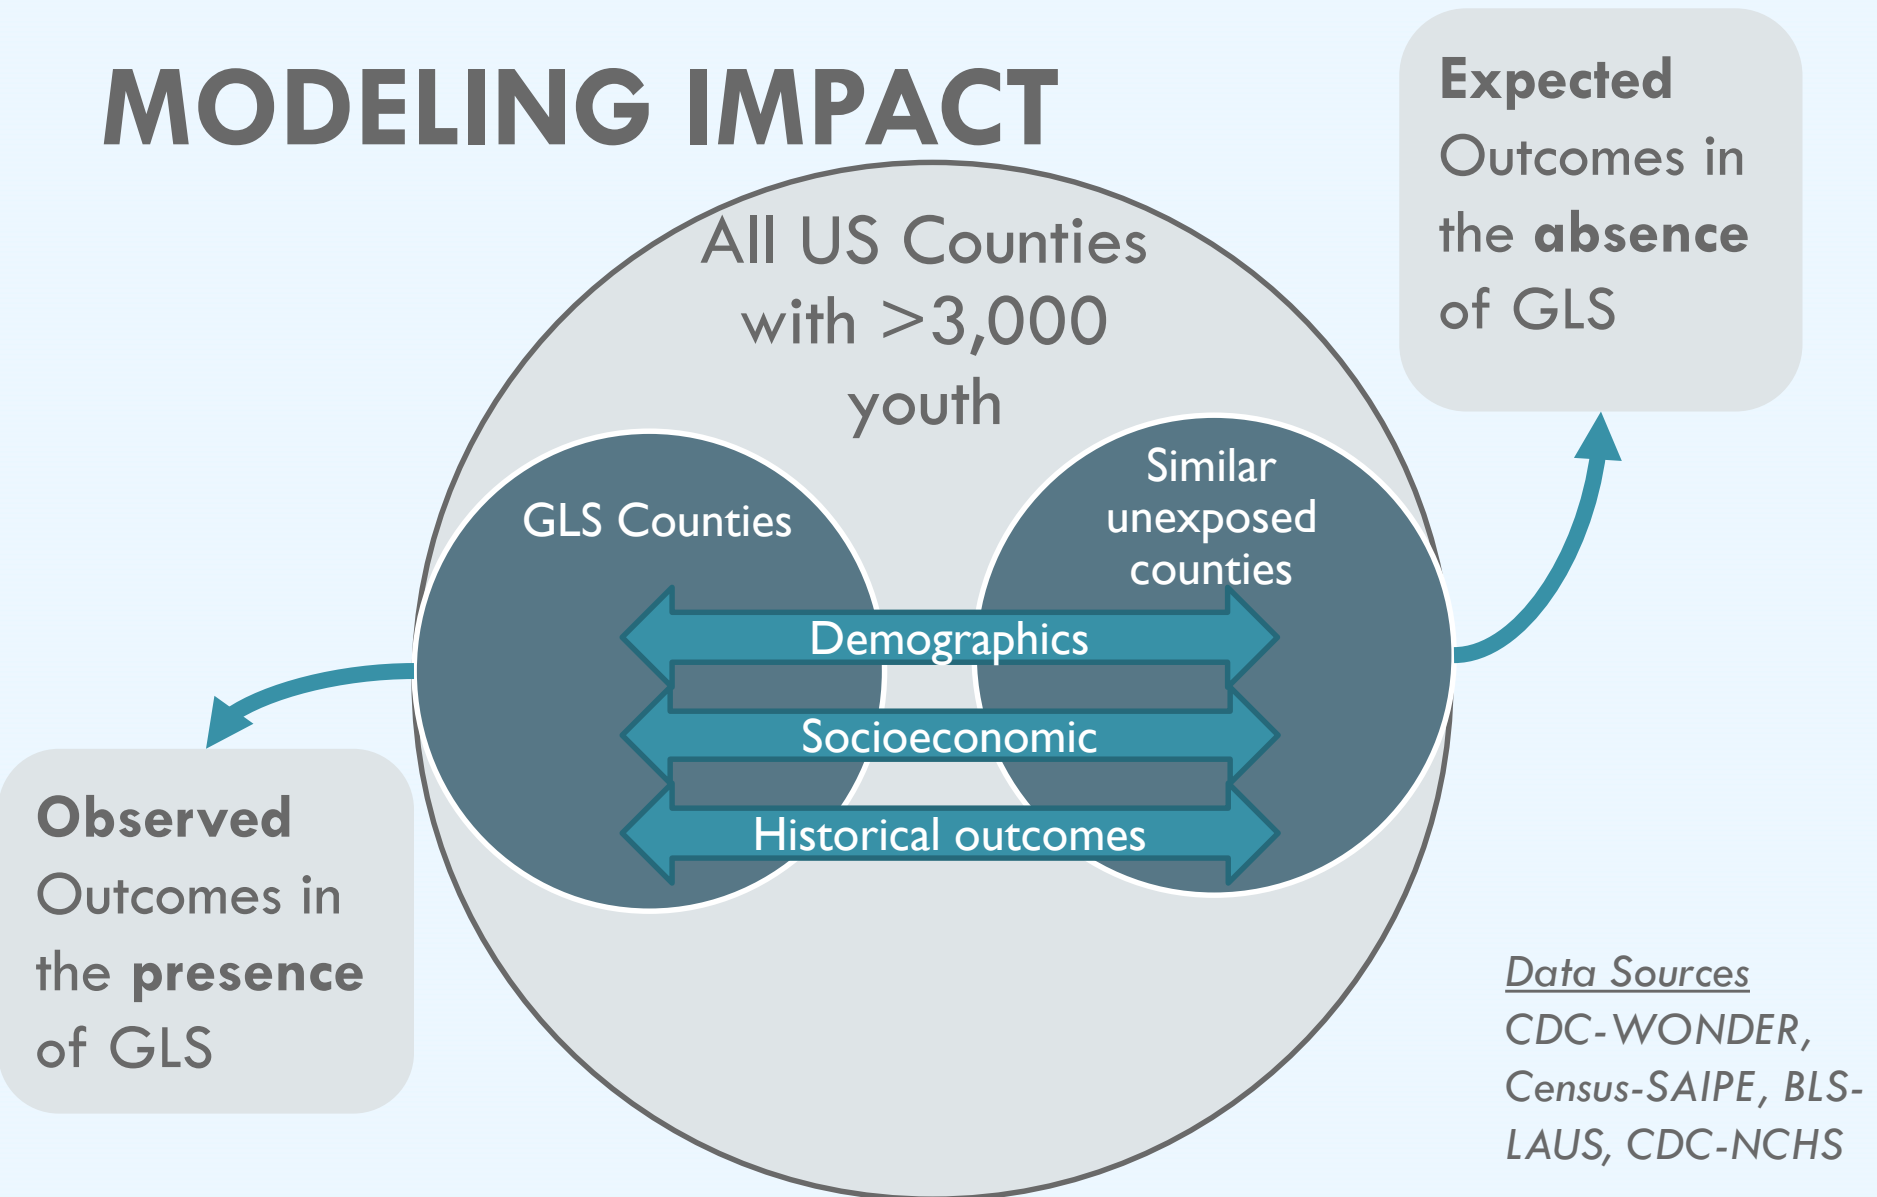 MODELING IMPACT
Expected
Outcomes in
the absence
of GLS
All US Counties
with >3,000
youth
GLS Counties
Similar
unexposed
counties
Demographics
Socioeconomic
Historical outcomes
Observed
Outcomes in
the presence
of GLS
Data Sources
CDC-WONDER,
Census-SAIPE, BLS-
LAUS, CDC-NCHS